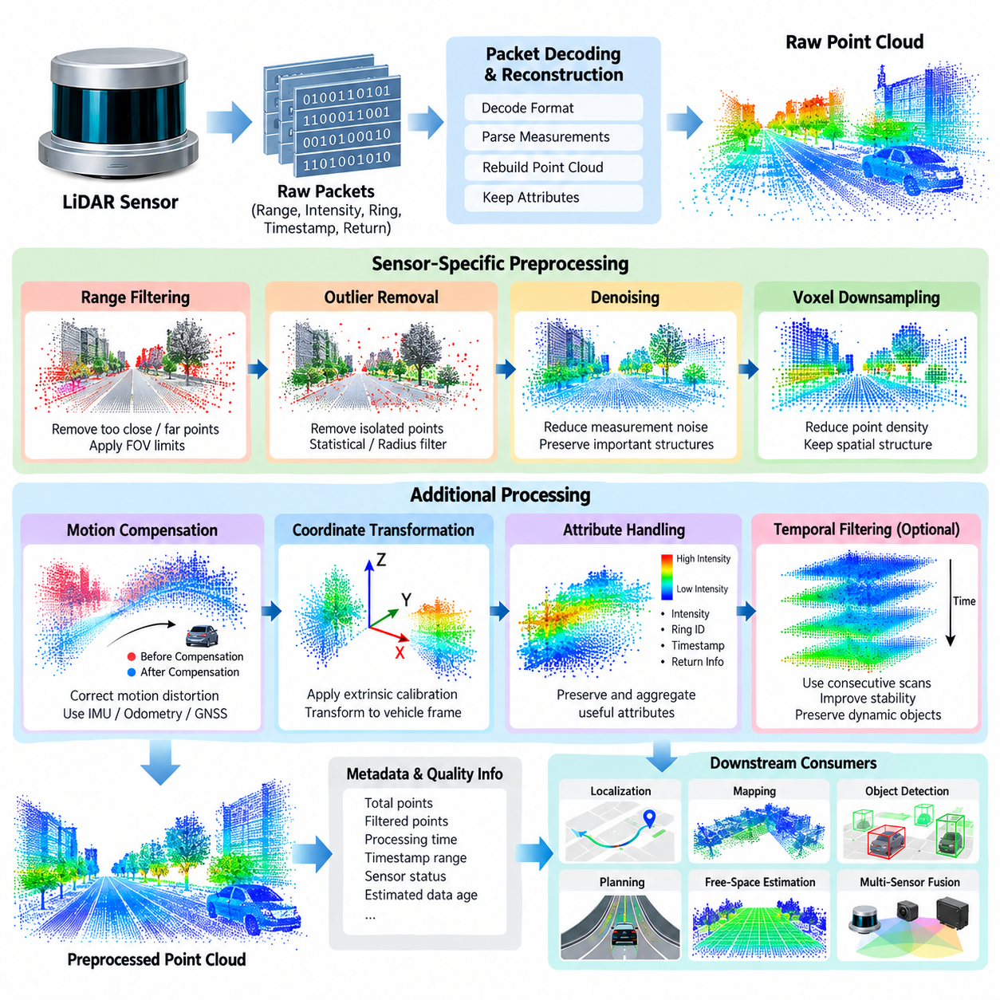 LiDAR Sensor
0100110101
1100011001
0010100010
1101001010
Raw Packets
(Range, Intensity, Ring,
Timestamp, Return)
Packet Decoding
& Reconstruction
Decode Format
Parse Measurements
Rebuild Point Cloud
Keep Attributes
Raw Point Cloud
Sensor-Specific Preprocessing
Range Filtering
Remove too close / far points
Apply FOV limits
Outlier Removal
Remove isolated points
Statistical / Radius filter
Denoising
Reduce measurement noise
Preserve important structures
Voxel Downsampling
Reduce point density
Keep spatial structure
Additional Processing
Motion Compensation
Before Compensation
After Compensation
Correct motion distortion
Use IMU / Odometry / GNSS
Coordinate Transformation
Z
Y
X
Apply extrinsic calibration
Transform to vehicle frame
Attribute Handling
High Intensity
Low Intensity
• Intensity
• Ring ID
• Timestamp
• Return Info
Preserve and aggregate
useful attributes
Temporal Filtering (Optional)
Time
Use consecutive scans
Improve stability
Preserve dynamic objects
Preprocessed Point Cloud
Metadata & Quality Info
Total points
Filtered points
Processing time
Timestamp range
Sensor status
Estimated data age
...
Downstream Consumers
Localization
Mapping
Object Detection
Planning
Free-Space Estimation
Multi-Sensor Fusion